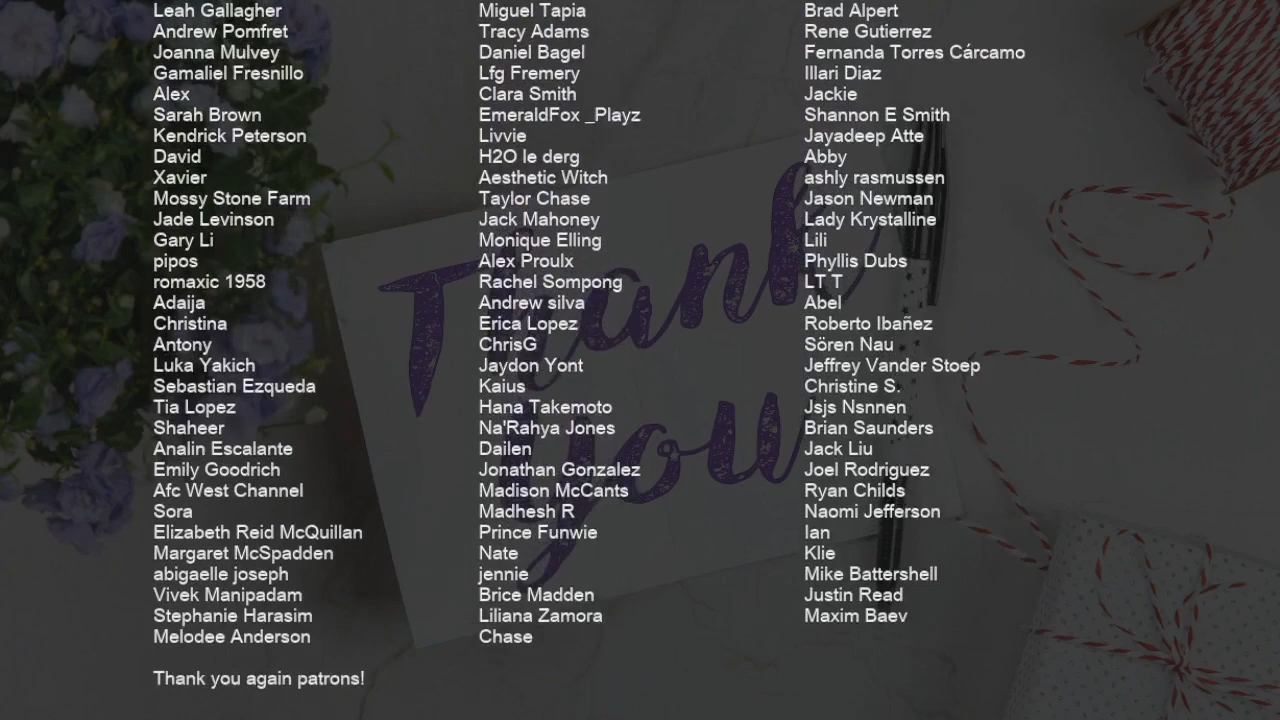 Leah Gallagher
Andrew Pomfret
Joanna Mulvey
Gamaliel Fresnillo
Alex
Sarah Brown
Kendrick Peterson
David
Xavier
Mossy Stone Farm
Jade Levinson
Gary Li
pipos
romaxic 1958
Adaija
Christina
Antony
Luka Yakich
Sebastian Ezqueda
Tia Lopez
Shaheer
Analin Escalante
Emily Goodrich
Afc West Channel
Sora
Elizabeth Reid McQuillan
Margaret McSpadden
abigaelle joseph
Vivek Manipadam
Stephanie Harasim
Melodee Anderson
Thank you again patrons!
Miguel Tapia
Tracy Adams
Daniel Bagel
Lfg Fremery
Clara Smith
EmeraldFox _Playz
Livvie
H2O le derg
Aesthetic Witch
Taylor Chase
Jack Mahoney
Monique Elling
Alex Proulx
Rachel Sompong
Andrew silva
Erica Lopez
ChrisG
Jaydon Yont
Kaius
Hana Takemoto
Na'Rahya Jones
Dailen
Jonathan Gonzalez
Madison McCants
Madhesh R
Prince Funwie
Nate
jennie
Brice Madden
Liliana Zamora
Chase
Brad Alpert
Rene Gutierrez
Fernanda Torres Cárcamo
Illari Diaz
Jackie
Shannon E Smith
Jayadeep Atte
Abby
ashly rasmussen
Jason Newman
Lady Krystalline
Lili
Phyllis Dubs
LT T
Abel
Roberto Ibañez
Sören Nau
Jeffrey Vander Stoep
Christine S.
Jsjs Nsnnen
Brian Saunders
Jack Liu
Joel Rodriguez
Ryan Childs
Naomi Jefferson
Ian
Klie
Mike Battershell
Justin Read
Maxim Baev
Thank
you